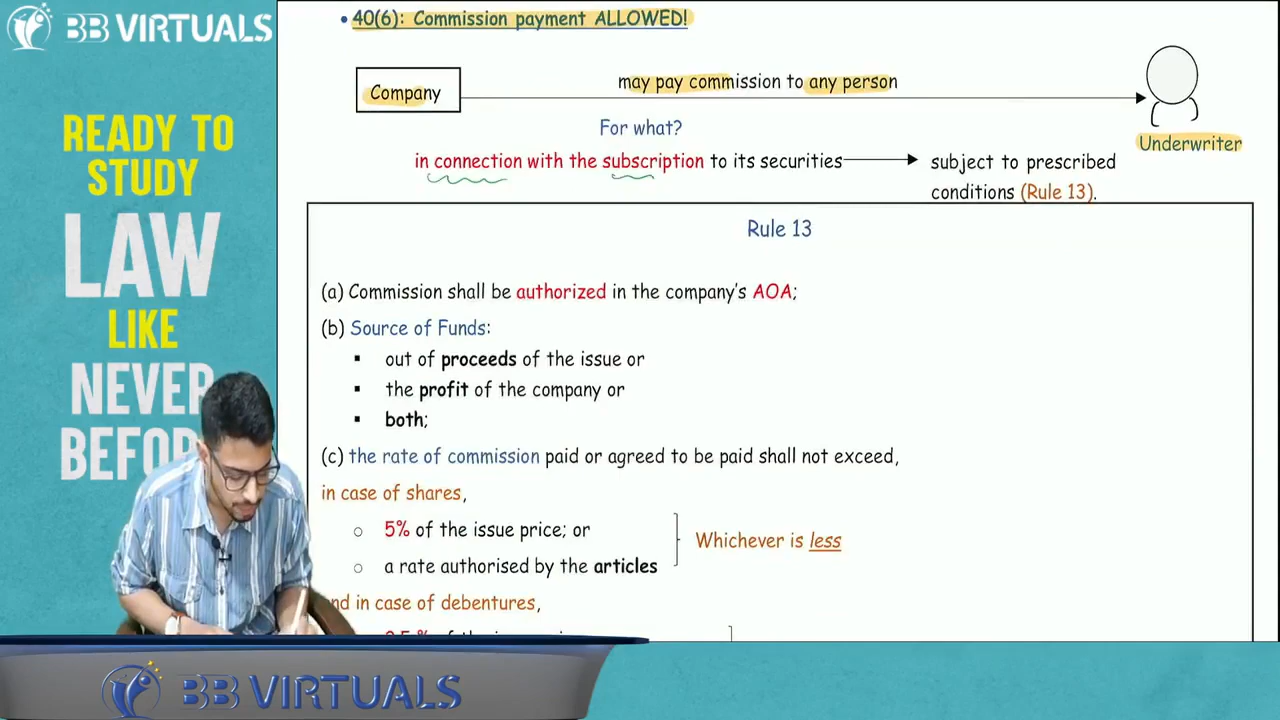 BB VIRTUALS
READY TO
STUDY
LAW
LIKE
NEVER
• 40(6): Commission payment ALLOWED!
Company
may pay commission to any person
Underwriter
For what?
in connection with the subscription to its securities
subject to prescribed
conditions (Rule 13).
Rule 13
(a) Commission shall be authorized in the company's AOA;
(b) Source of Funds:
▪ out of proceeds of the issue or
▪ the profit of the company or
▪ both;
(c) the rate of commission paid or agreed to be paid shall not exceed,
in case of shares,
○ 5% of the issue price; or
○ a rate authorised by the articles
Whichever is less
in case of debentures,
BB VIRTUALS